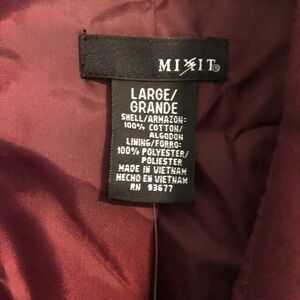 MIXIT
LARGE/
GRANDE
SHELL/ARMAZON:
100% COTTON/
ALGODON
LINING/FORRO:
100% POLYESTER/
POLIESTER
MADE IN VIETNAM
HECHO EN VIETNAM
RN 93677